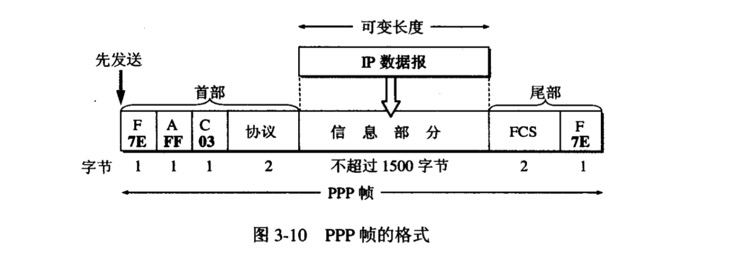 可变长度
先发送
IP 数据报
首部
尾部
F A C
7E FF 03 协议 信息部分 FCS F 7E
字节 1 1 1 2 不超过 1500 字节 2 1
PPP 帧
图 3-10 PPP 帧的格式